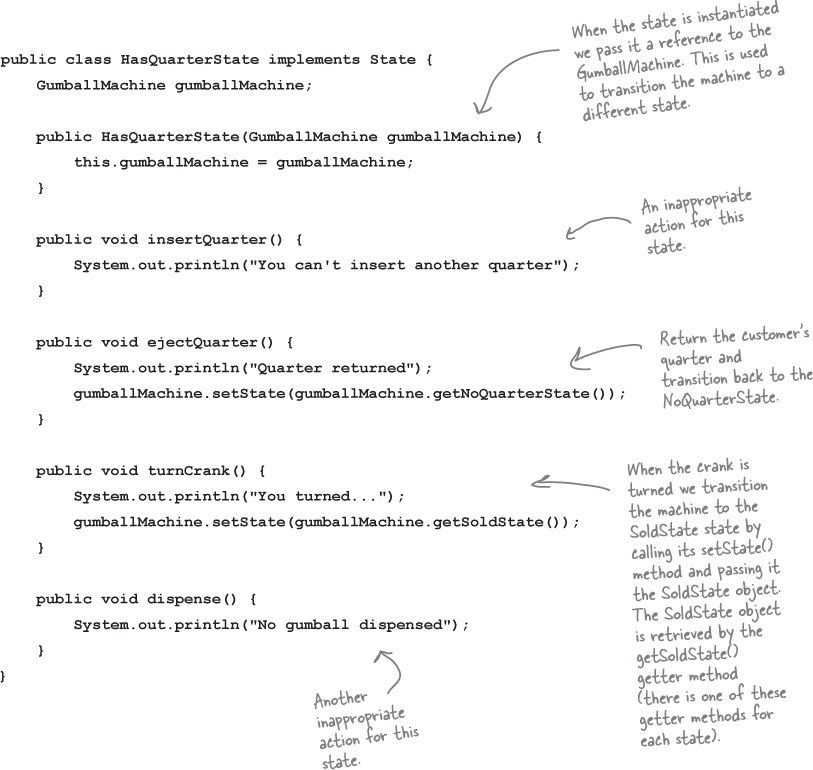 public class HasQuarterState implements State {
GumballMachine gumballMachine;
When the state is instantiated
we pass it a reference to the
GumballMachine. This is used
to transition the machine to a
different state.
public HasQuarterState(GumballMachine gumballMachine) {
this.gumballMachine = gumballMachine;
}
public void insertQuarter() {
System.out.println("You can't insert another quarter");
}
An inappropriate
action for this
state.
public void ejectQuarter() {
System.out.println("Quarter returned");
gumballMachine.setState(gumballMachine.getNoQuarterState());
}
Return the customer's
quarter and
transition back to the
NoQuarterState.
public void turnCrank() {
System.out.println("You turned...");
gumballMachine.setState(gumballMachine.getSoldState());
}
When the crank is
turned we transition
the machine to the
SoldState state by
calling its setState()
method and passing it
the SoldState object.
The SoldState object
is retrieved by the
getSoldState()
getter method
(there is one of these
getter methods for
each state).
public void dispense() {
System.out.println("No gumball dispensed");
}
}
Another
inappropriate
action for this
state.